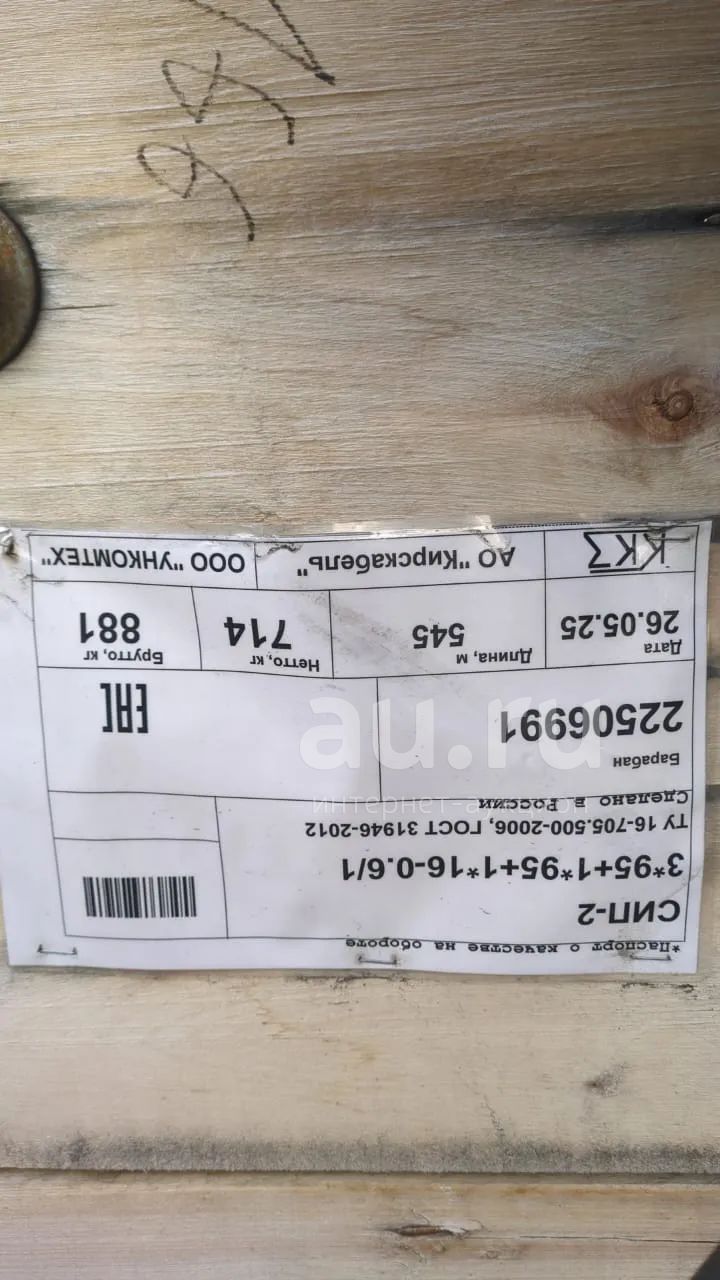 *Паспорт о качестве на обороте
СИП-2
3*95+1*95+1*16-0.6/1
ТУ 16-705.500-2006, ГОСТ 31946-2012
Сделано в России
Барабан
22506991
EAC
Дата
26.05.25
Длина, м
545
Нетто, кг
714
Брутто, кг
881
ККЗ
АО "Кирскабель"
ООО "УНКОМТЕХ"
au.ru
интернет-аукцион